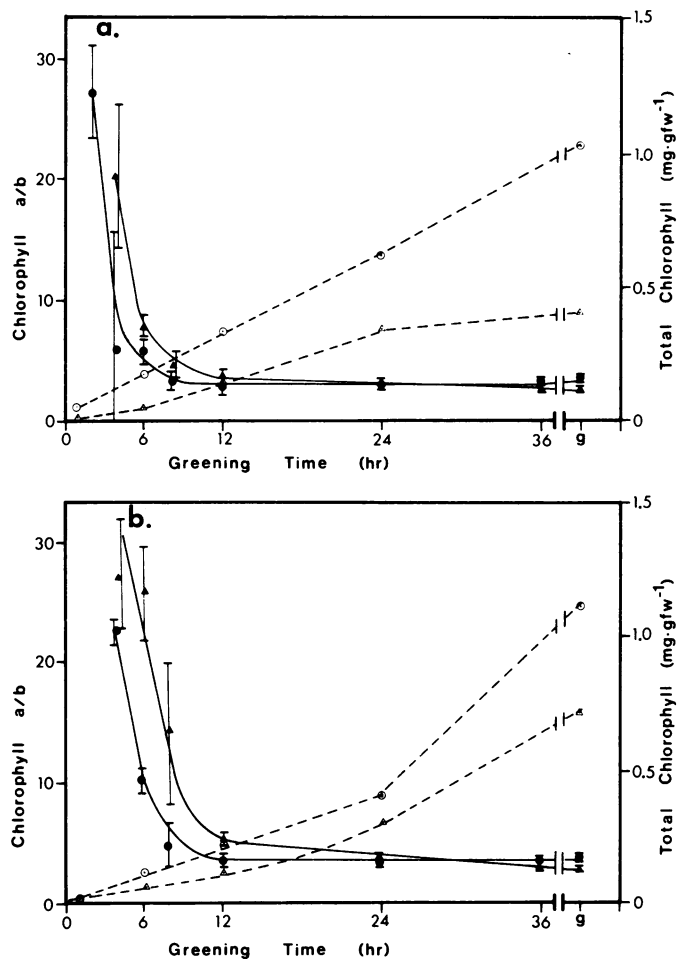 a.
30
20
10
0
Chlorophyll a/b
1.5
1.0
0.5
0
Total Chlorophyll (mg·gfw⁻¹)
0 6 12 24 36 g
Greening Time (hr)
b.
30
20
10
0
Chlorophyll a/b
1.5
1.0
0.5
0
Total Chlorophyll (mg·gfw⁻¹)
0 6 12 24 36 g
Greening Time (hr)